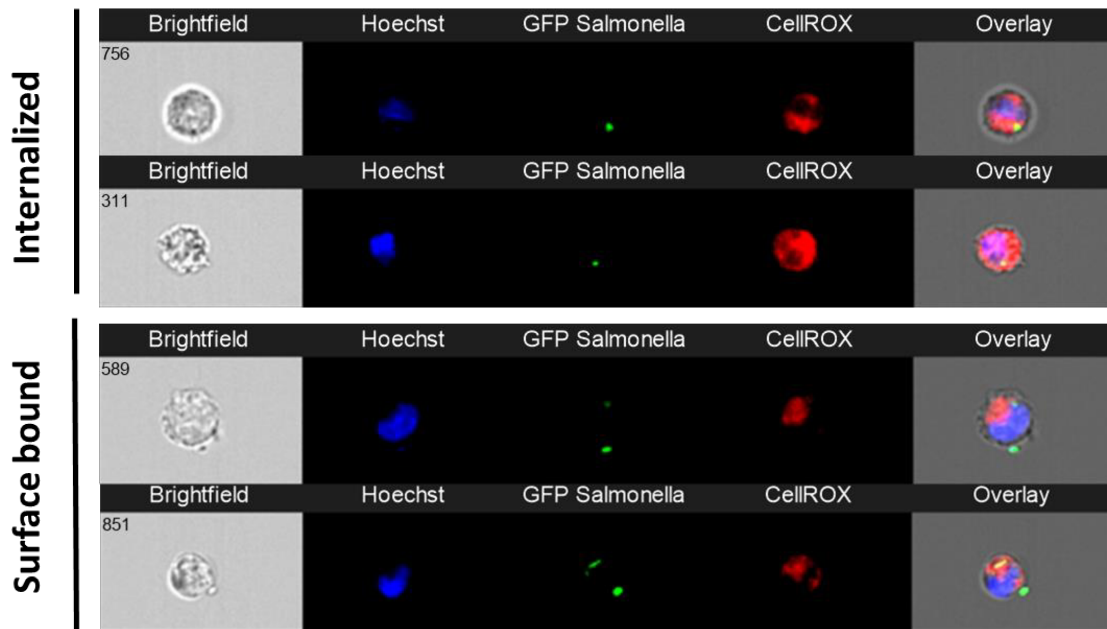 Internalized
Brightfield Hoechst GFP Salmonella CellROX Overlay
756
Brightfield Hoechst GFP Salmonella CellROX Overlay
311
Surface bound
Brightfield Hoechst GFP Salmonella CellROX Overlay
589
Brightfield Hoechst GFP Salmonella CellROX Overlay
851